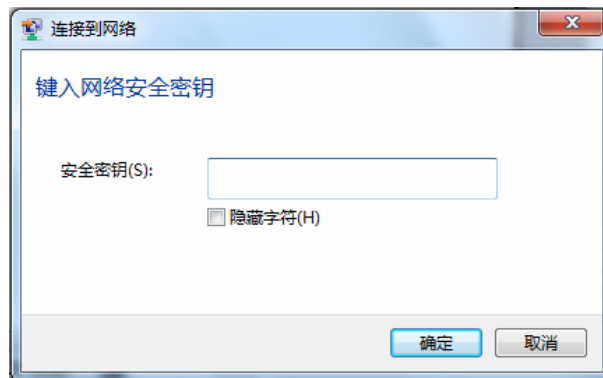 连接到网络
键入网络安全密钥
安全密钥(S):
隐藏字符(H)
确定
取消